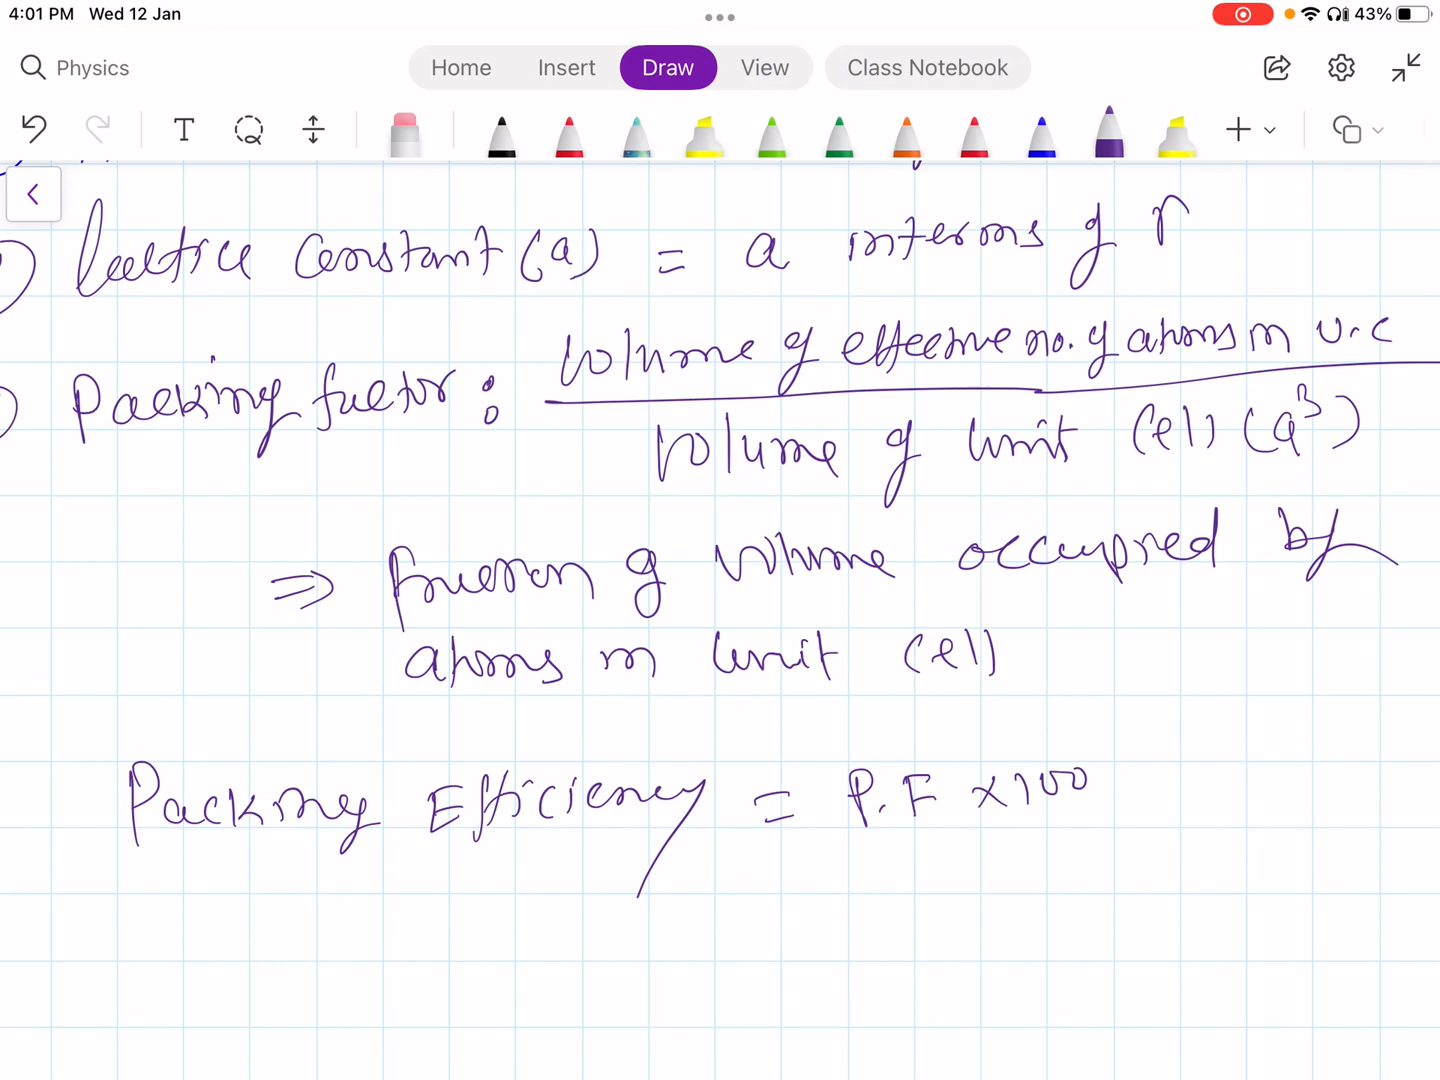 4:01 PM Wed 12 Jan 43%
Physics Home Insert Draw View Class Notebook
T
Lattice Constant (a) = a interms of r
Packing factor : Volume of effective no. of atoms in U.C
Volume of unit cell (a³)
⇒ fraction of volume occupied by
atoms in unit cell
Packing Efficiency = P.F × 100